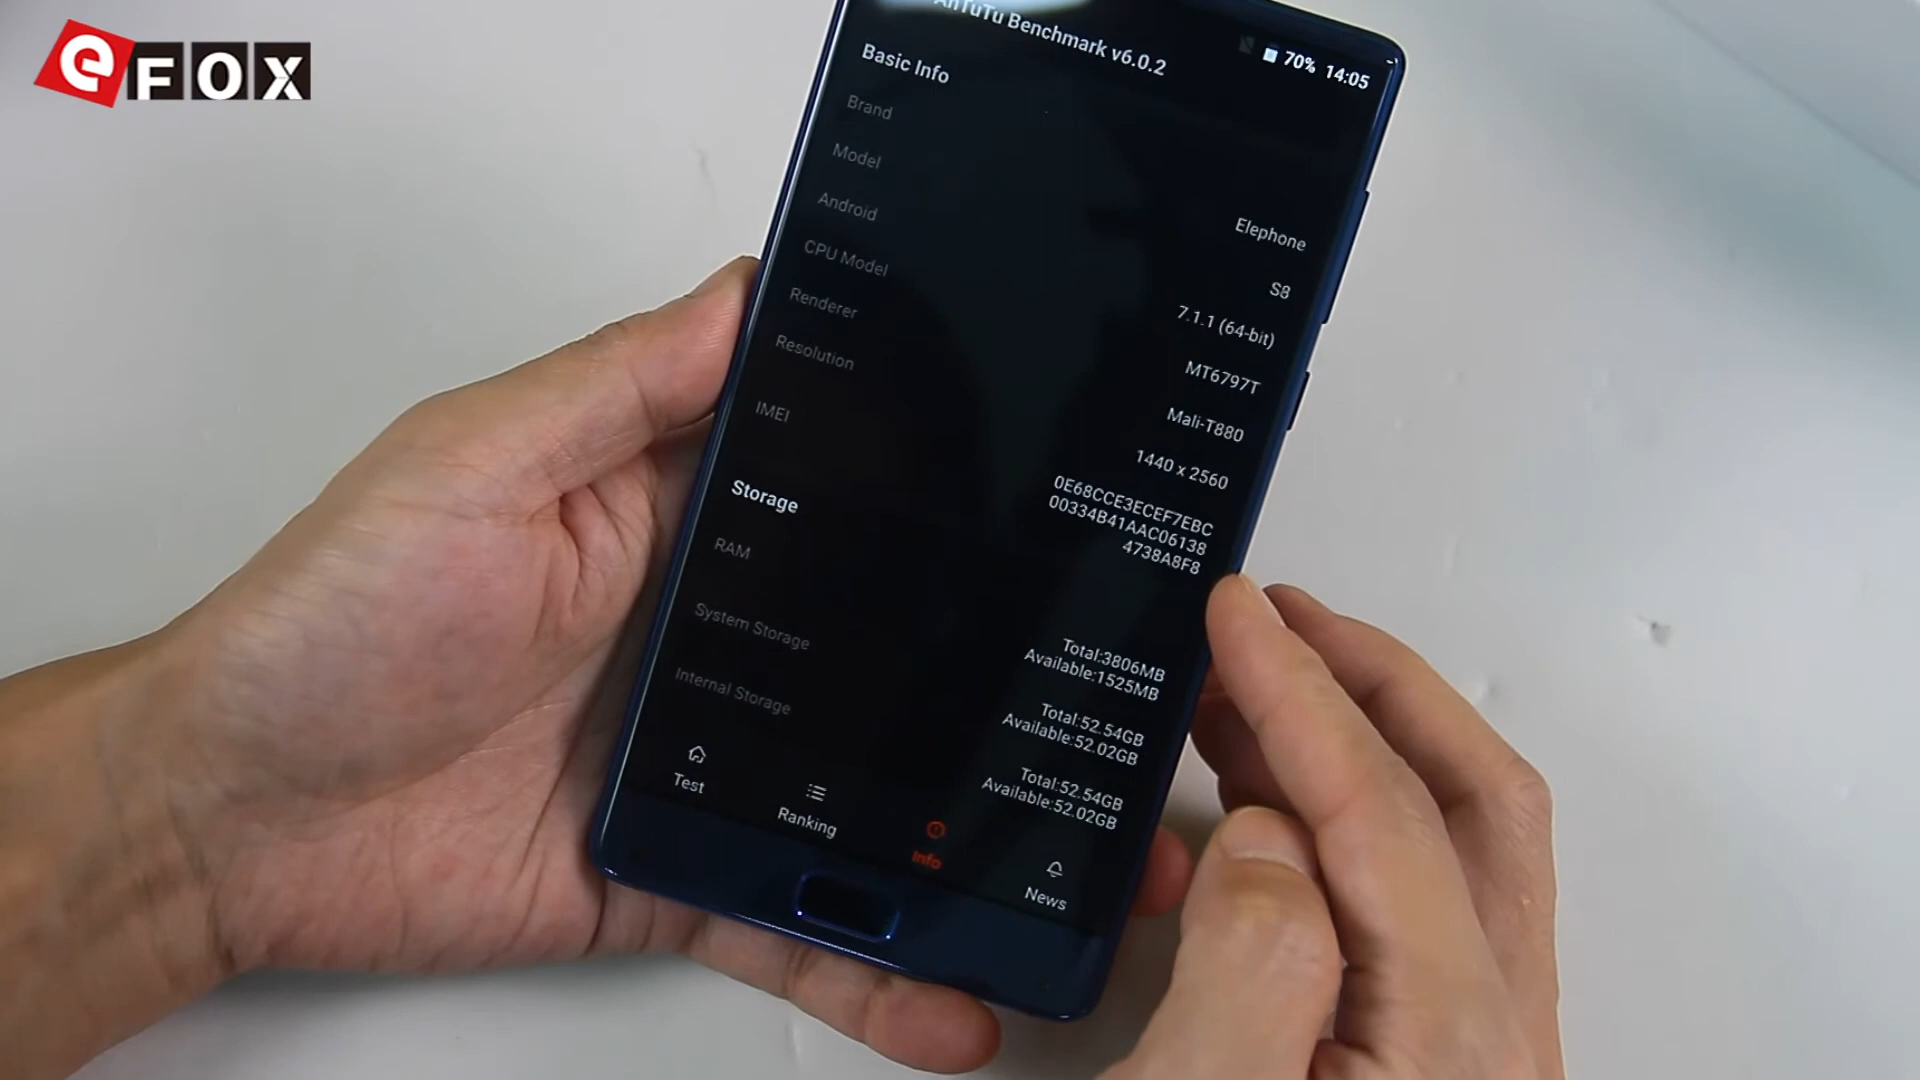 eFOX
AnTuTu Benchmark v6.0.2
70% 14:05
Basic Info
Brand
Elephone
Model
S8
Android
7.1.1 (64-bit)
CPU Model
MT6797T
Renderer
Mali-T880
Resolution
1440 x 2560
IMEI
0E68CCE3ECEF7EBC
00334B41AAC06138
4738A8F8
Storage
RAM
Total:3806MB
Available:1525MB
System Storage
Total:52.54GB
Available:52.02GB
Internal Storage
Total:52.54GB
Available:52.02GB
Test
Ranking
Info
News